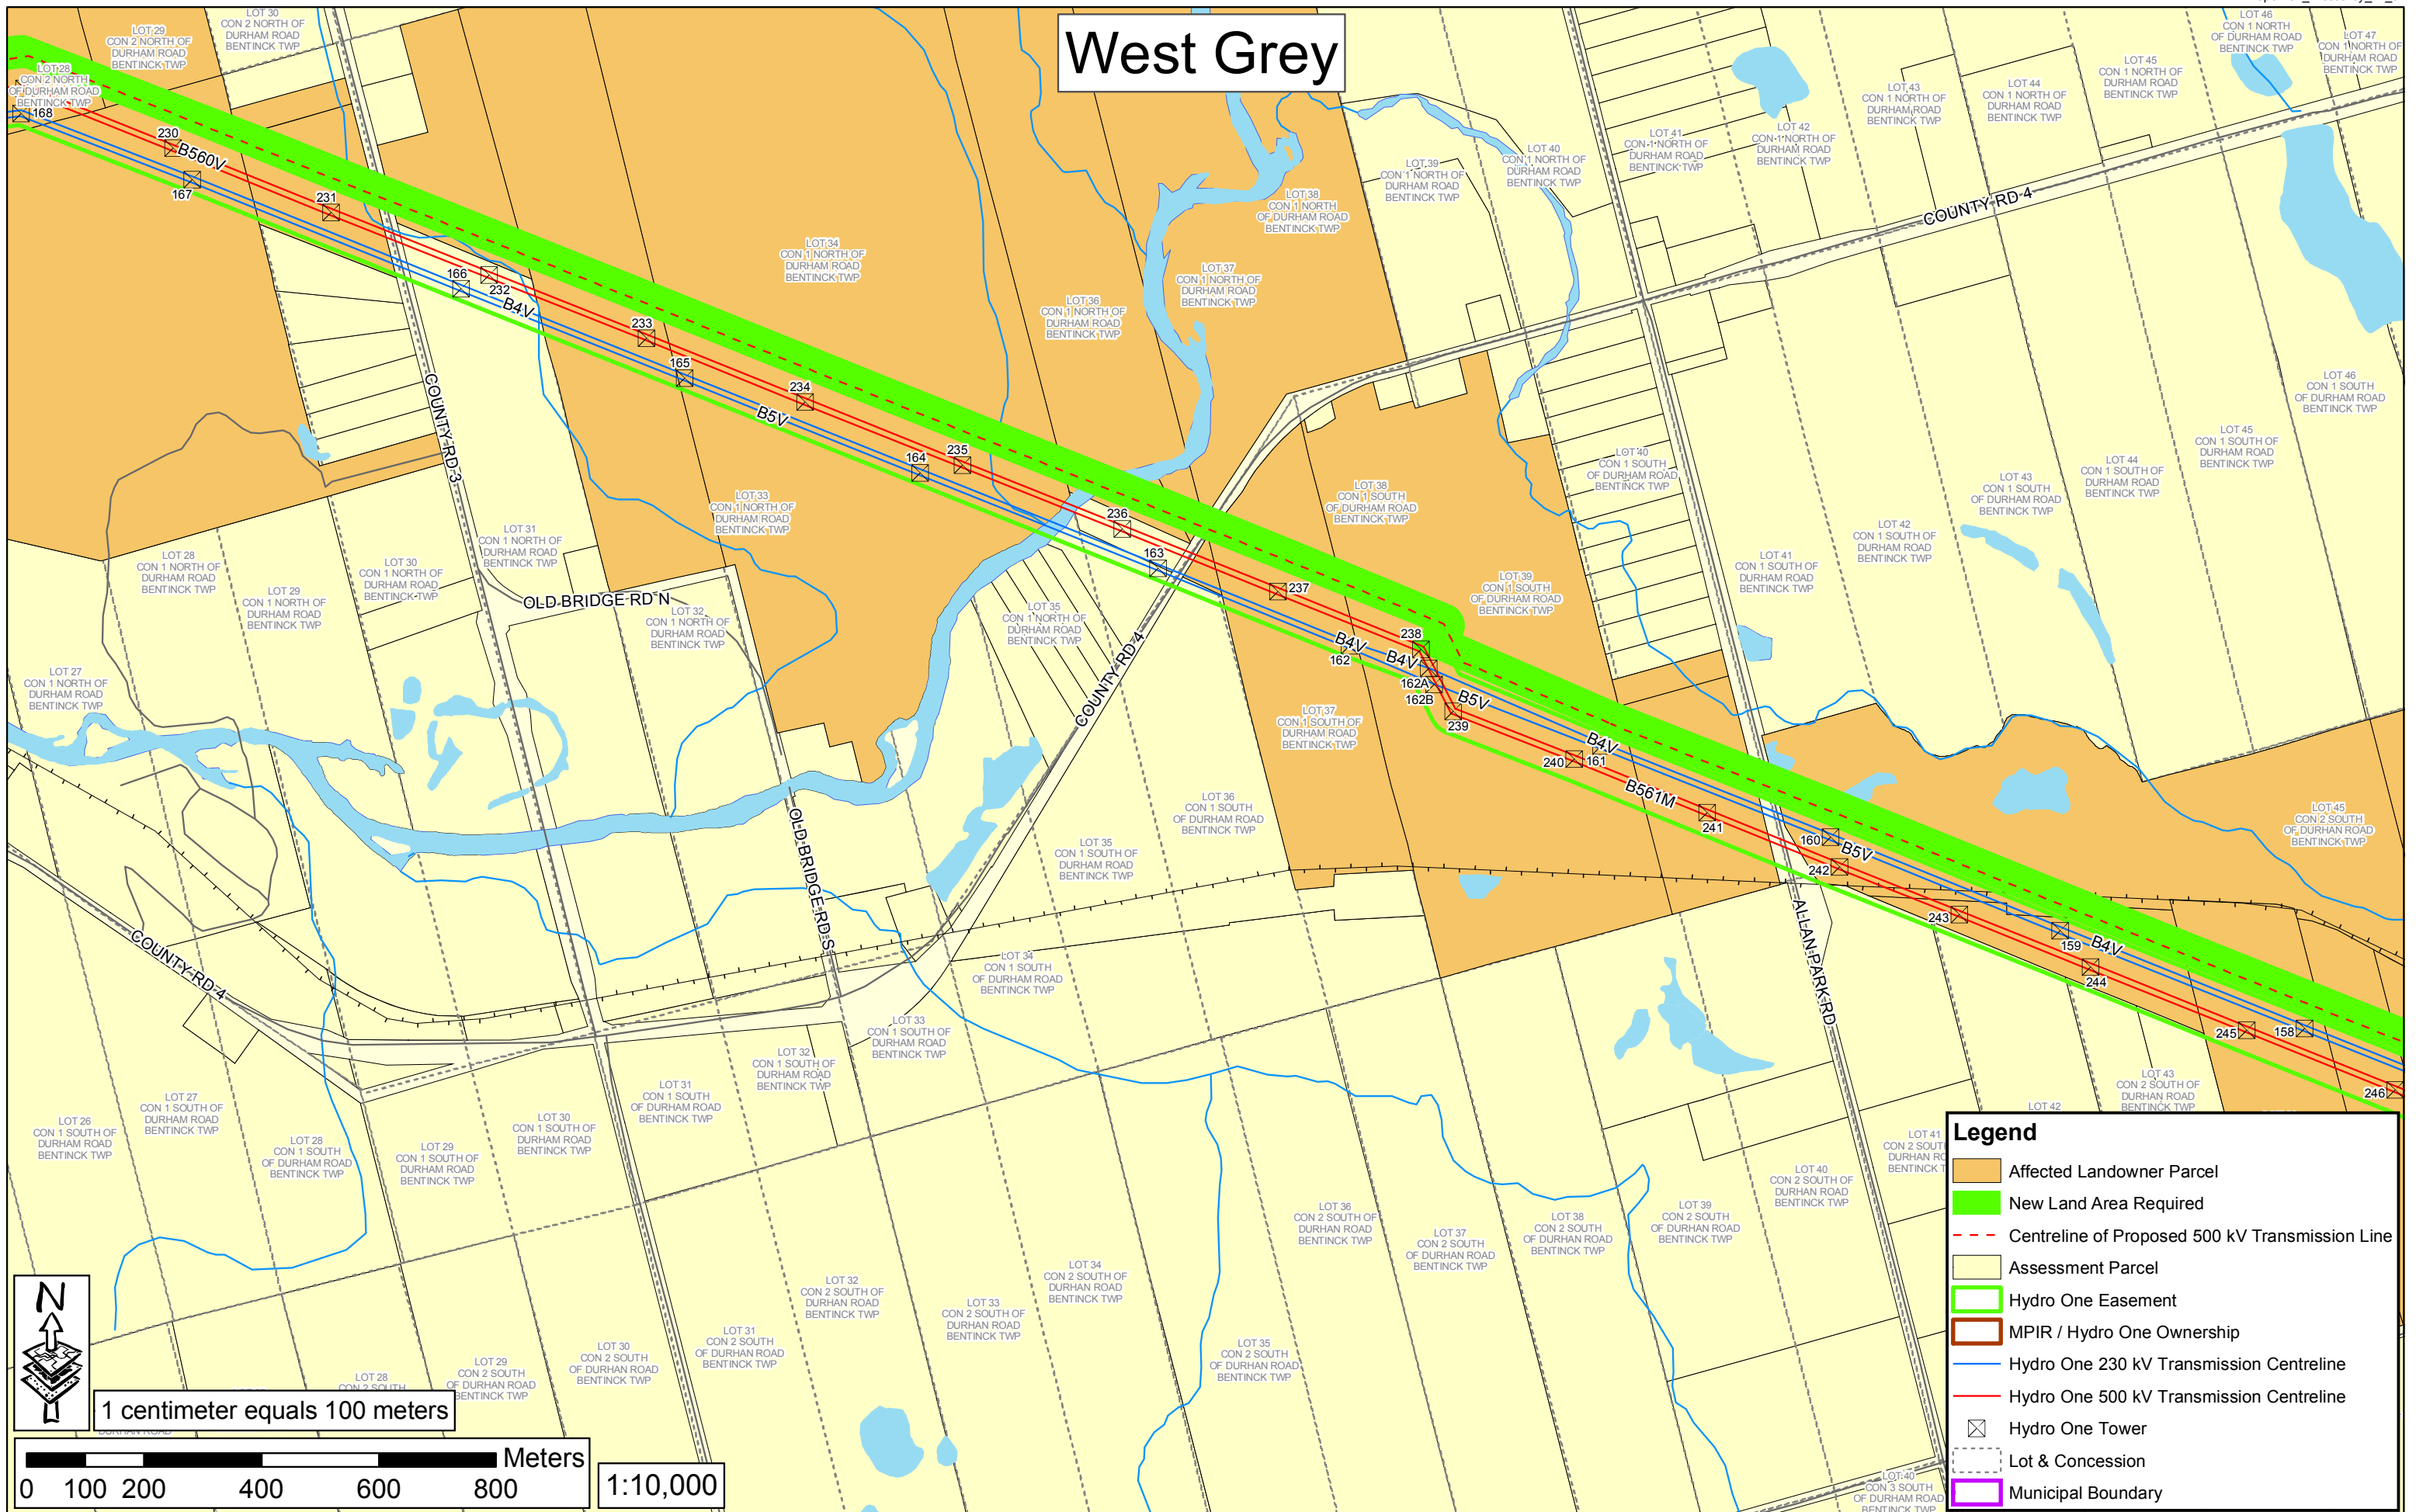 West Grey
LOT 29
CON 2 NORTH OF
DURHAM ROAD
BENTINCK TWP
LOT 30
CON 2 NORTH OF
DURHAM ROAD
BENTINCK TWP
LOT 28
CON 2 NORTH
OF DURHAM ROAD
BENTINCK TWP
LOT 46
CON 1 NORTH
OF DURHAM ROAD
BENTINCK TWP
LOT 47
CON 1 NORTH OF
DURHAM ROAD
BENTINCK TWP
LOT 45
CON 1 NORTH OF
DURHAM ROAD
BENTINCK TWP
LOT 44
CON 1 NORTH OF
DURHAM ROAD
BENTINCK TWP
LOT 43
CON 1 NORTH OF
DURHAM ROAD
BENTINCK TWP
LOT 42
CON 1 NORTH OF
DURHAM ROAD
BENTINCK TWP
LOT 41
CON 1 NORTH OF
DURHAM ROAD
BENTINCK TWP
LOT 40
CON 1 NORTH OF
DURHAM ROAD
BENTINCK TWP
LOT 39
CON 1 NORTH OF
DURHAM ROAD
BENTINCK TWP
LOT 38
CON 1 NORTH
OF DURHAM ROAD
BENTINCK TWP
LOT 37
CON 1 NORTH OF
DURHAM ROAD
BENTINCK TWP
LOT 36
CON 1 NORTH OF
DURHAM ROAD
BENTINCK TWP
LOT 34
CON 1 NORTH OF
DURHAM ROAD
BENTINCK TWP
168
230
B560V
167
231
166
232
B4V
233
165
234
B5V
164
235
236
163
237
COUNTY RD 4
COUNTY RD 3
LOT 33
CON 1 NORTH OF
DURHAM ROAD
BENTINCK TWP
LOT 31
CON 1 NORTH OF
DURHAM ROAD
BENTINCK TWP
LOT 30
CON 1 NORTH OF
DURHAM ROAD
BENTINCK TWP
LOT 28
CON 1 NORTH OF
DURHAM ROAD
BENTINCK TWP
LOT 29
CON 1 NORTH OF
DURHAM ROAD
BENTINCK TWP
LOT 27
CON 1 NORTH OF
DURHAM ROAD
BENTINCK TWP
OLD BRIDGE RD N
LOT 32
CON 1 NORTH OF
DURHAM ROAD
BENTINCK TWP
LOT 35
CON 1 NORTH OF
DURHAM ROAD
BENTINCK TWP
COUNTY RD 4
LOT 38
CON 1 SOUTH
OF DURHAM ROAD
BENTINCK TWP
LOT 39
CON 1 SOUTH
OF DURHAM ROAD
BENTINCK TWP
LOT 40
CON 1 SOUTH
OF DURHAM ROAD
BENTINCK TWP
LOT 41
CON 1 SOUTH OF
DURHAM ROAD
BENTINCK TWP
LOT 42
CON 1 SOUTH OF
DURHAM ROAD
BENTINCK TWP
LOT 43
CON 1 SOUTH
OF DURHAM ROAD
BENTINCK TWP
LOT 44
CON 1 SOUTH OF
DURHAM ROAD
BENTINCK TWP
LOT 45
CON 1 SOUTH OF
DURHAM ROAD
BENTINCK TWP
LOT 46
CON 1 SOUTH
OF DURHAM ROAD
BENTINCK TWP
238
B4V
162
B4V
162A
162B
B5V
239
B4V
240
161
B561M
241
160
B5V
242
243
159
B4V
244
245
158
246
LOT 37
CON 1 SOUTH OF
DURHAM ROAD
BENTINCK TWP
LOT 36
CON 1 SOUTH
OF DURHAM ROAD
BENTINCK TWP
LOT 35
CON 1 SOUTH OF
DURHAM ROAD
BENTINCK TWP
LOT 45
CON 2 SOUTH
OF DURHAN ROAD
BENTINCK TWP
OLD BRIDGE RD S
COUNTY RD 4
ALLAN PARK RD
LOT 34
CON 1 SOUTH
OF DURHAM ROAD
BENTINCK TWP
LOT 33
CON 1 SOUTH OF
DURHAM ROAD
BENTINCK TWP
LOT 32
CON 1 SOUTH OF
DURHAM ROAD
BENTINCK TWP
LOT 31
CON 1 SOUTH
OF DURHAM ROAD
BENTINCK TWP
LOT 30
CON 1 SOUTH OF
DURHAM ROAD
BENTINCK TWP
LOT 29
CON 1 SOUTH OF
DURHAM ROAD
BENTINCK TWP
LOT 28
CON 1 SOUTH
OF DURHAM ROAD
BENTINCK TWP
LOT 27
CON 1 SOUTH OF
DURHAM ROAD
BENTINCK TWP
LOT 26
CON 1 SOUTH OF
DURHAM ROAD
BENTINCK TWP
LOT 43
CON 2 SOUTH OF
DURHAN ROAD
BENTINCK TWP
LOT 42
LOT 41
CON 2 SOUTH
DURHAN RO
BENTINCK T
LOT 40
CON 2 SOUTH OF
DURHAN ROAD
BENTINCK TWP
LOT 39
CON 2 SOUTH
OF DURHAN ROAD
BENTINCK TWP
LOT 38
CON 2 SOUTH
OF DURHAN ROAD
BENTINCK TWP
LOT 37
CON 2 SOUTH
OF DURHAN ROAD
BENTINCK TWP
LOT 36
CON 2 SOUTH OF
DURHAN ROAD
BENTINCK TWP
LOT 35
CON 2 SOUTH
OF DURHAN ROAD
BENTINCK TWP
LOT 34
CON 2 SOUTH
OF DURHAN ROAD
BENTINCK TWP
LOT 33
CON 2 SOUTH OF
DURHAN ROAD
BENTINCK TWP
LOT 32
CON 2 SOUTH
OF DURHAN ROAD
BENTINCK TWP
LOT 31
CON 2 SOUTH
OF DURHAN ROAD
BENTINCK TWP
LOT 30
CON 2 SOUTH
OF DURHAN ROAD
BENTINCK TWP
LOT 29
CON 2 SOUTH
OF DURHAN ROAD
BENTINCK TWP
LOT 28
CON 2 SOUTH
LOT 40
CON 3 SOUTH
OF DURHAM ROAD
BENTINCK TWP
N
1 centimeter equals 100 meters
Meters
0 100 200 400 600 800
1:10,000
Legend
Affected Landowner Parcel
New Land Area Required
Centreline of Proposed 500 kV Transmission Line
Assessment Parcel
Hydro One Easement
MPIR / Hydro One Ownership
Hydro One 230 kV Transmission Centreline
Hydro One 500 kV Transmission Centreline
Hydro One Tower
Lot & Concession
Municipal Boundary